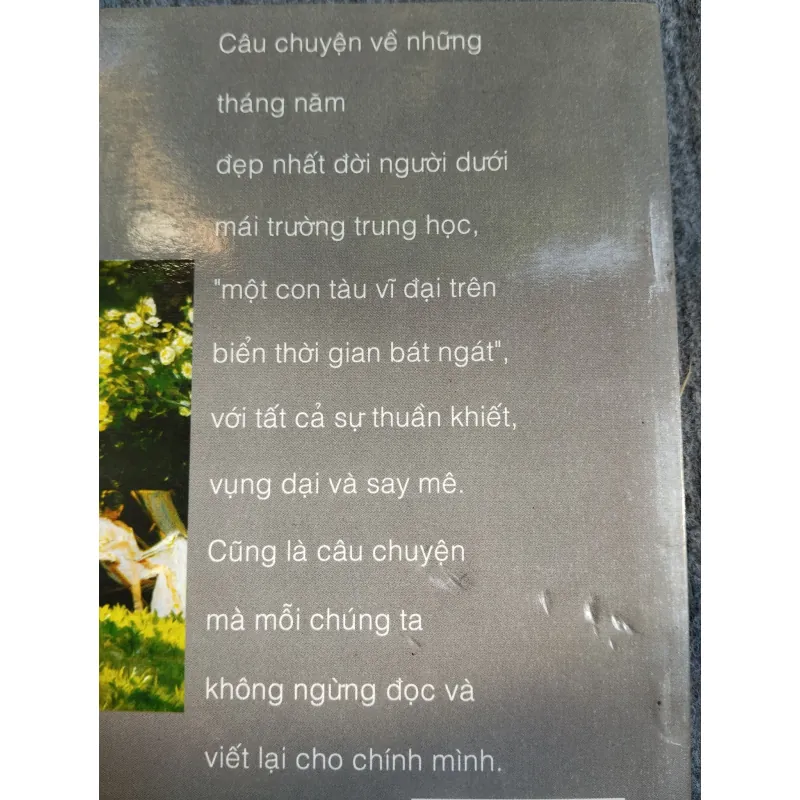 Câu chuyện về những
tháng năm
đẹp nhất đời người dưới
mái trường trung học,
"một con tàu vĩ đại trên
biển thời gian bát ngát",
với tất cả sự thuần khiết,
vụng dại và say mê.
Cũng là câu chuyện
mà mỗi chúng ta
không ngừng đọc và
viết lại cho chính mình.